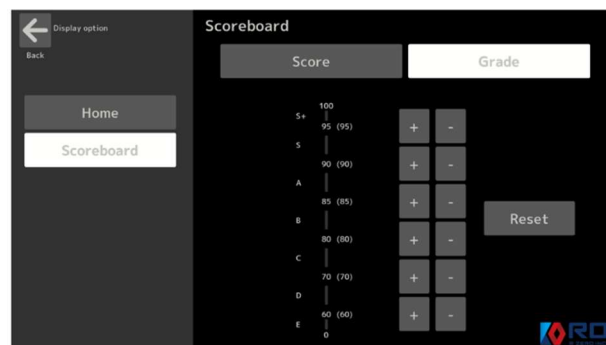 Display option
Back
Home
Scoreboard
Scoreboard
Score
Grade
100
S+
95 (95)
+ -
S
90 (90)
+ -
A
85 (85)
+ -
B
Reset
80 (80)
+ -
C
70 (70)
+ -
D
60 (60)
+ -
E
0